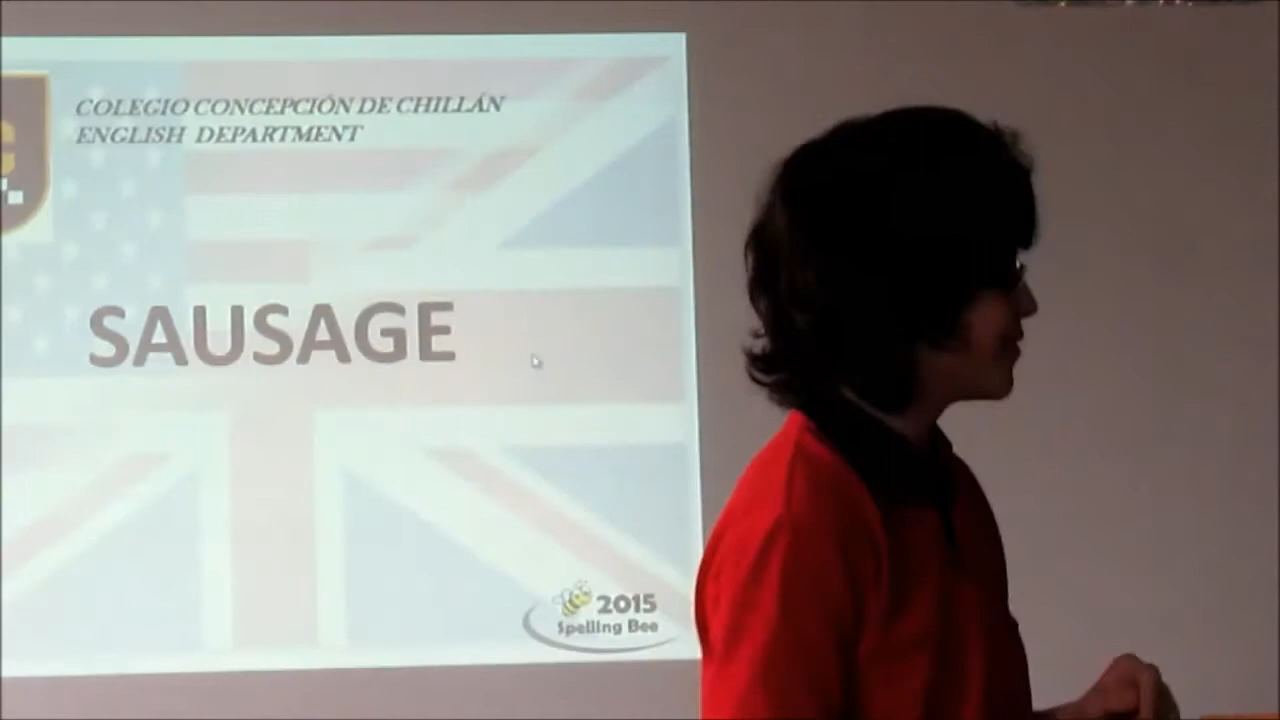 COLEGIO CONCEPCIÓN DE CHILLÁN
ENGLISH DEPARTMENT
SAUSAGE
2015
Spelling Bee